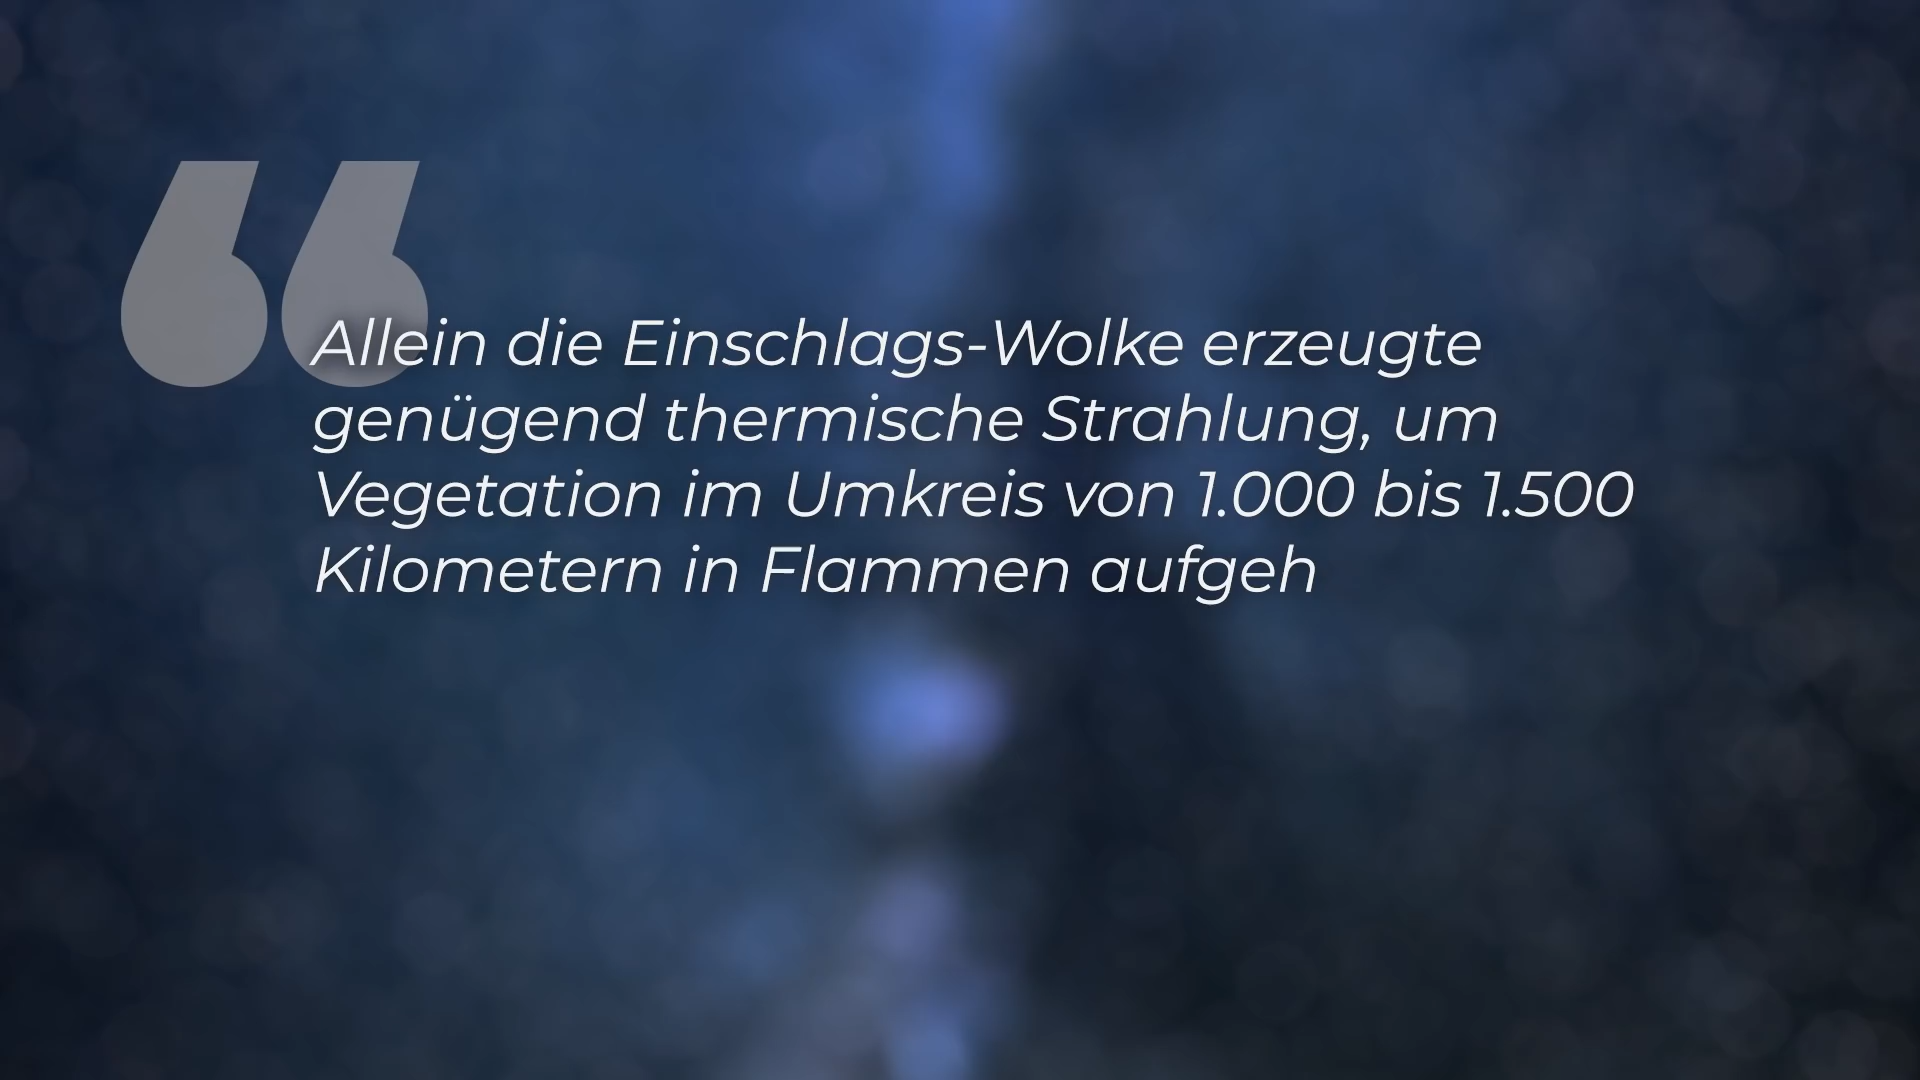 Allein die Einschlags-Wolke erzeugte
genügend thermische Strahlung, um
Vegetation im Umkreis von 1.000 bis 1.500
Kilometern in Flammen aufgeh